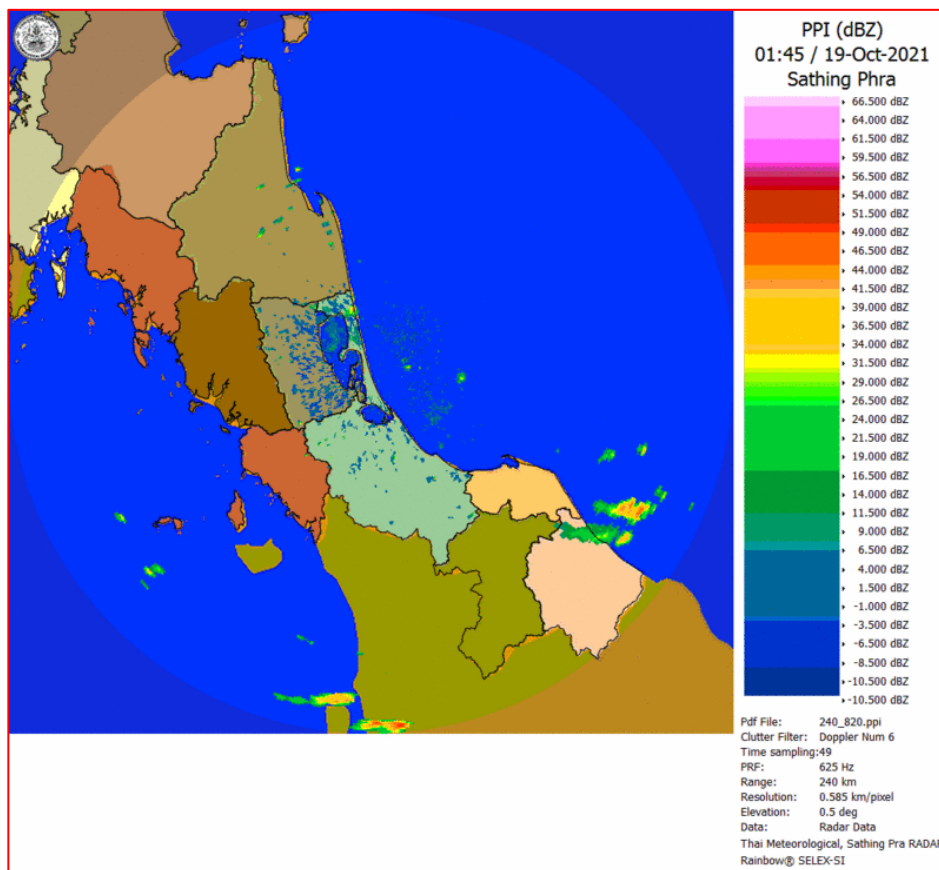 PPI (dBZ)
01:45 / 19-Oct-2021
Sathing Phra
66.500 dBZ
64.000 dBZ
61.500 dBZ
59.500 dBZ
56.500 dBZ
54.000 dBZ
51.500 dBZ
49.000 dBZ
46.500 dBZ
44.000 dBZ
41.500 dBZ
39.000 dBZ
36.500 dBZ
34.000 dBZ
31.500 dBZ
29.000 dBZ
26.500 dBZ
24.000 dBZ
21.500 dBZ
19.000 dBZ
16.500 dBZ
14.000 dBZ
11.500 dBZ
9.000 dBZ
6.500 dBZ
4.000 dBZ
1.500 dBZ
-1.000 dBZ
-3.500 dBZ
-8.500 dBZ
-10.500 dBZ
-10.500 dBZ
Pdf File: 240_820.ppi
Clutter Filter: Doppler Num 6
Time sampling:49
PRF: 625 Hz
Range: 240 km
Resolution: 0.585 km/pixel
Elevation: 0.5 deg
Data: Radar Data
Thai Meteorological, Sathing Pra RADAR
Rainbow® SELEX-SI